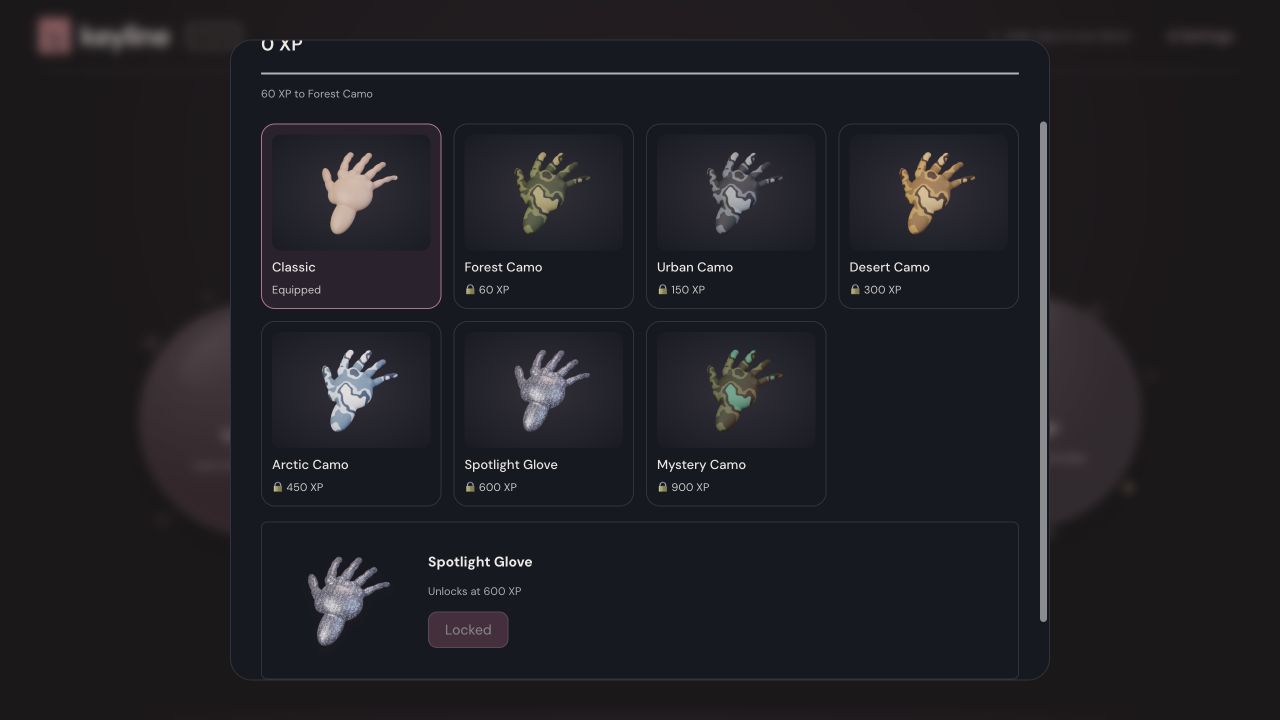 keyline
0 XP
60 XP to Forest Camo
Classic
Equipped
Forest Camo
60 XP
Urban Camo
150 XP
Desert Camo
300 XP
Arctic Camo
450 XP
Spotlight Glove
600 XP
Mystery Camo
900 XP
Spotlight Glove
Unlocks at 600 XP
Locked